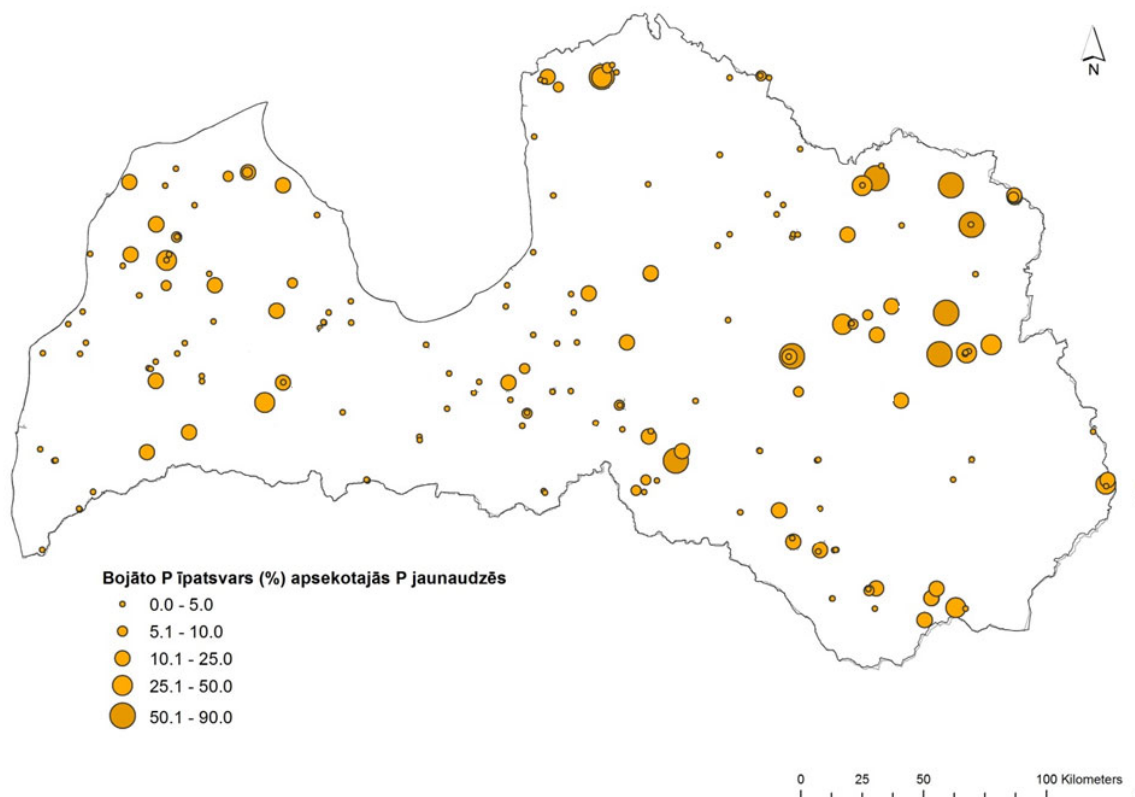 N
Bojāto P īpatsvars (%) apsekotajās P jaunaudzēs
0.0 - 5.0
5.1 - 10.0
10.1 - 25.0
25.1 - 50.0
50.1 - 90.0
0 25 50 100 Kilometers